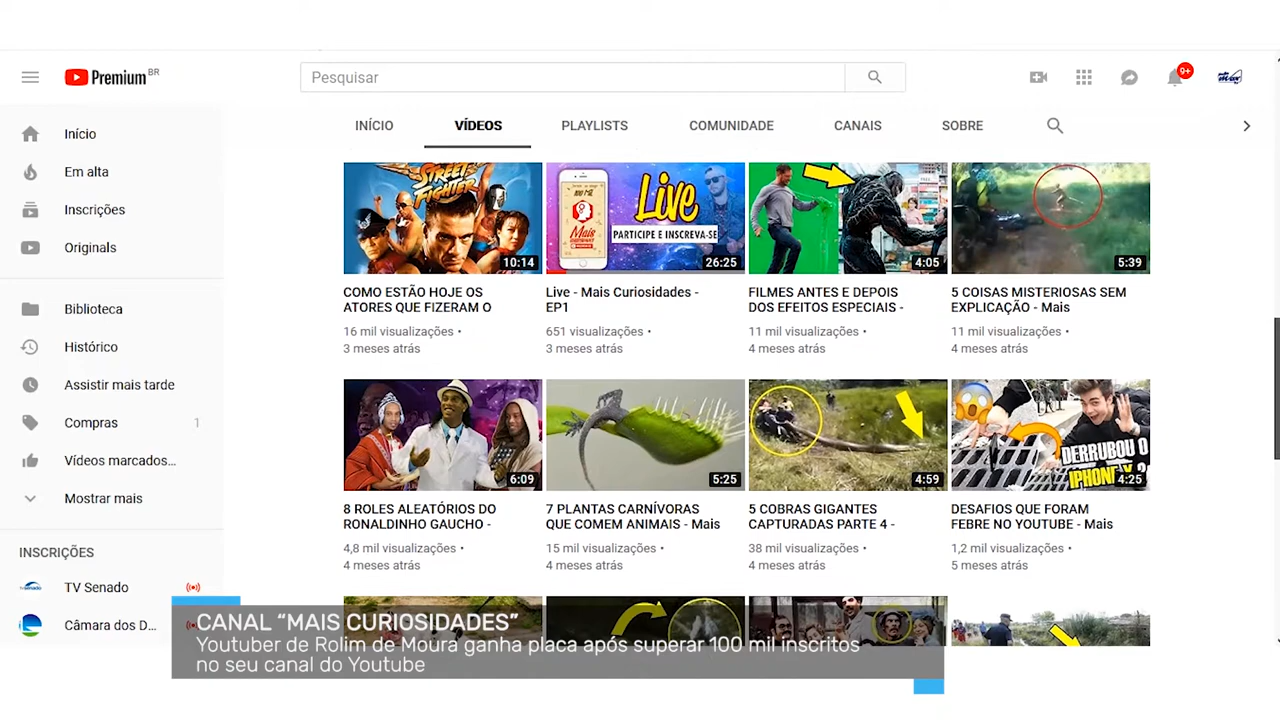 Premium BR
Pesquisar
9+
INÍCIO
VÍDEOS
PLAYLISTS
COMUNIDADE
CANAIS
SOBRE
Início
Em alta
Inscrições
Originals
Biblioteca
Histórico
Assistir mais tarde
Compras 1
Vídeos marcados...
Mostrar mais
INSCRIÇÕES
TV Senado
Câmara dos D...
STREET
FIGHTER
10:14
COMO ESTÃO HOJE OS
ATORES QUE FIZERAM O
16 mil visualizações •
3 meses atrás
100 MIL
Mais
Live
PARTICIPE E INSCREVA-SE
26:25
Live - Mais Curiosidades -
EP1
651 visualizações •
3 meses atrás
4:05
FILMES ANTES E DEPOIS
DOS EFEITOS ESPECIAIS -
11 mil visualizações •
4 meses atrás
5:39
5 COISAS MISTERIOSAS SEM
EXPLICAÇÃO - Mais
11 mil visualizações •
4 meses atrás
6:09
8 ROLES ALEATÓRIOS DO
RONALDINHO GAUCHO -
4,8 mil visualizações •
4 meses atrás
5:25
7 PLANTAS CARNÍVORAS
QUE COMEM ANIMAIS - Mais
15 mil visualizações •
4 meses atrás
4:59
5 COBRAS GIGANTES
CAPTURADAS PARTE 4 -
38 mil visualizações •
4 meses atrás
DERRUBOU O
IPHONE X ?
4:25
DESAFIOS QUE FORAM
FEBRE NO YOUTUBE - Mais
1,2 mil visualizações •
5 meses atrás
CANAL “MAIS CURIOSIDADES”
Youtuber de Rolim de Moura ganha placa após superar 100 mil inscritos
no seu canal do Youtube